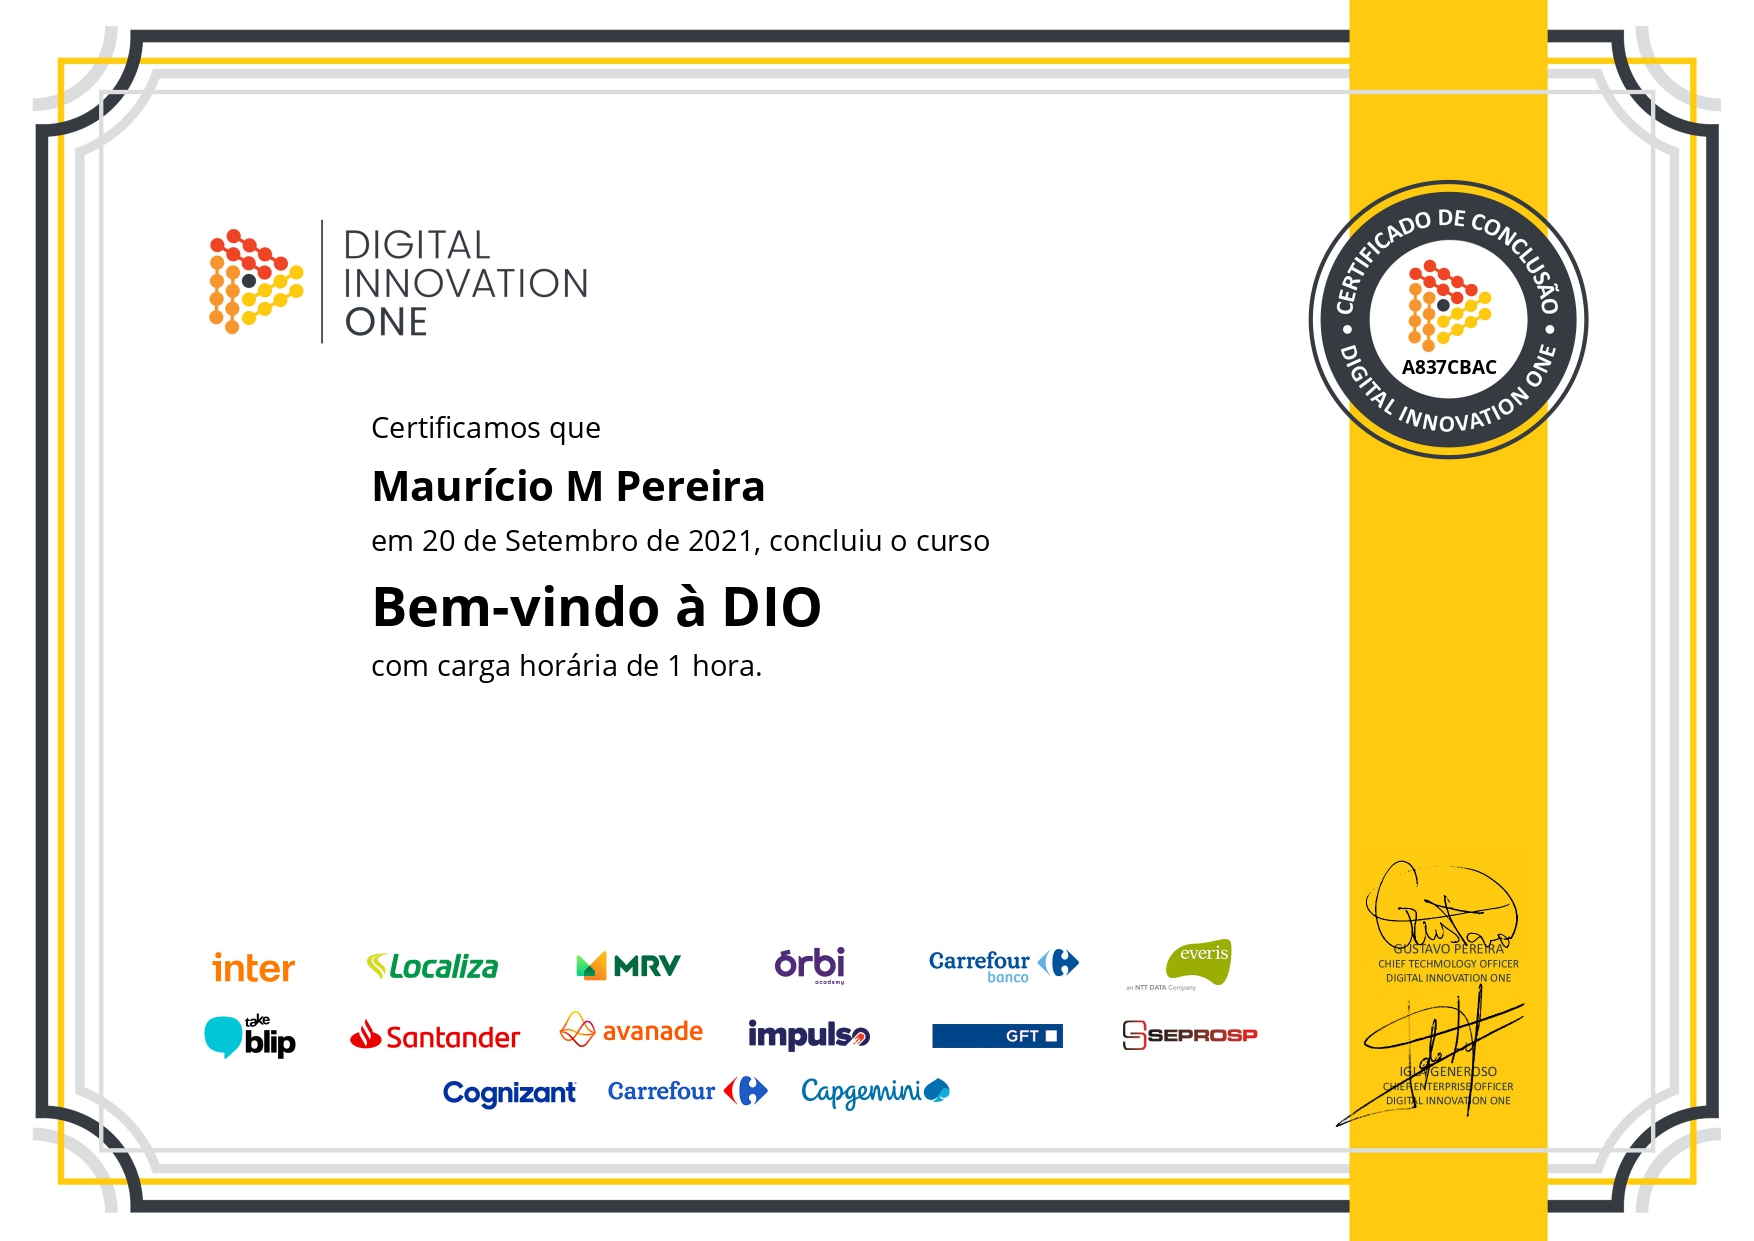 DIGITAL
INNOVATION
ONE
CERTIFICADO DE CONCLUSÃO
A837CBAC
DIGITAL INNOVATION ONE
Certificamos que
Maurício M Pereira
em 20 de Setembro de 2021, concluiu o curso
Bem-vindo à DIO
com carga horária de 1 hora.
inter
Localiza
MRV
órbi
academy
Carrefour
banco
everis
an NTT DATA Company
take
blip
Santander
avanade
impulso
GFT
SEPROSP
Cognizant
Carrefour
Capgemini
Gustavo
GUSTAVO PEREIRA
CHIEF TECHMOLOGY OFFICER
DIGITAL INNOVATION ONE
IGLA GENEROSO
CHIEF ENTERPRISE OFFICER
DIGITAL INNOVATION ONE